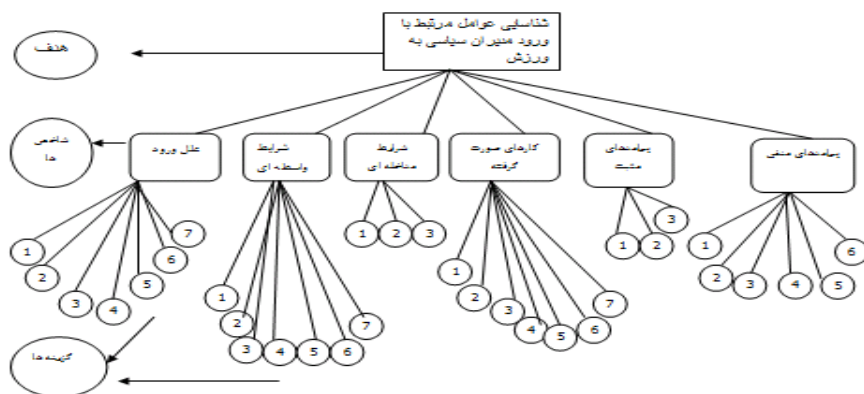 شناسایی عوامل مرتبط با
ورود مدیران سیاسی به
ورزش
هدف
شاخص
ها
علل ورود
شرایط
واسطه ای
شرایط
مداخله ای
کارهای صورت
گرفته
پیامدهای
مثبت
پیامدهای منفی
1
2
3
4
5
6
7
1
2
3
4
5
6
7
1
2
3
1
2
3
4
5
6
7
1
2
3
1
2
3
4
5
6
گزینه ها